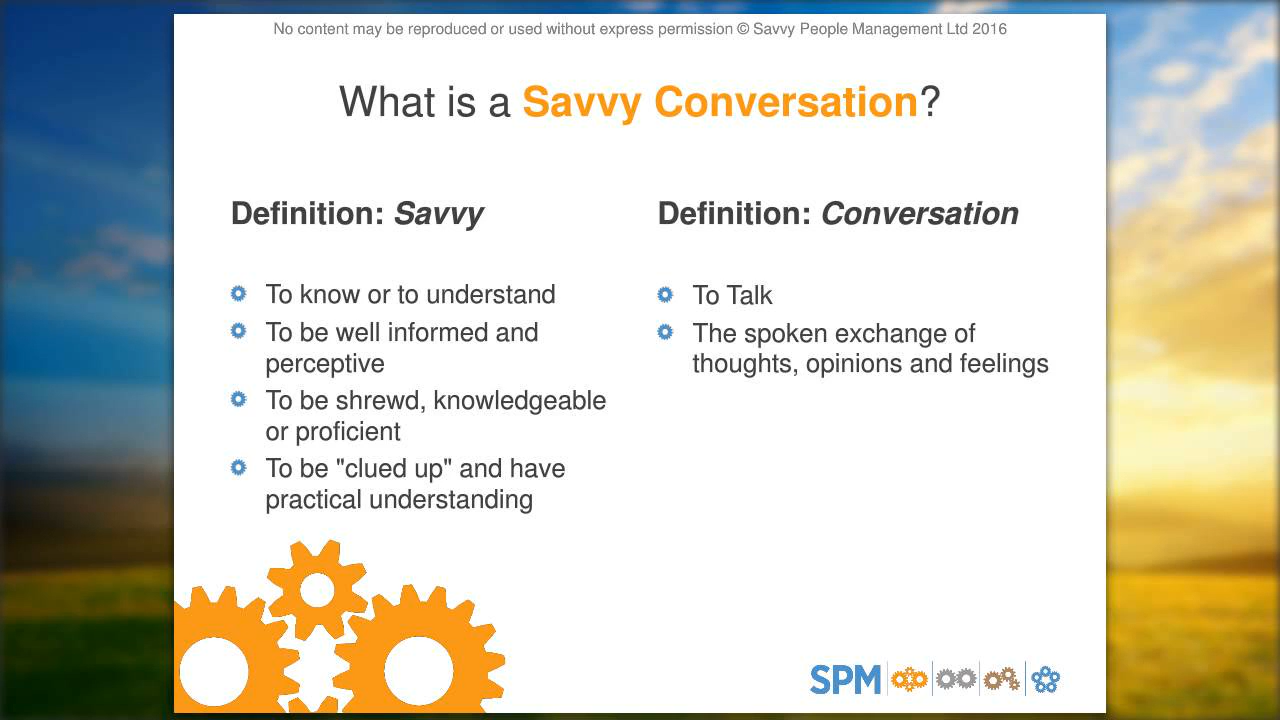 No content may be reproduced or used without express permission © Savvy People Management Ltd 2016
What is a Savvy Conversation?
Definition: Savvy
To know or to understand
To be well informed and
perceptive
To be shrewd, knowledgeable
or proficient
To be "clued up" and have
practical understanding
Definition: Conversation
To Talk
The spoken exchange of
thoughts, opinions and feelings
SPM